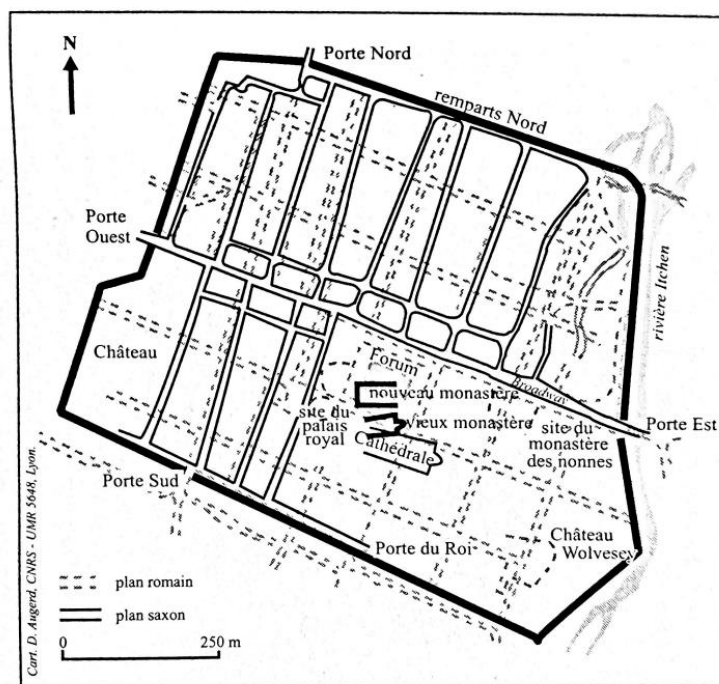 N
Porte Nord
remparts Nord
Porte
Ouest
rivière Itchen
Château
Forum
Broadway
nouveau monastère
site du
palais
royal
vieux monastère
Cathédrale
site du
monastère
des nonnes
Porte Est
Porte Sud
Porte du Roi
Château
Wolvesey
plan romain
plan saxon
0 250 m
Cart. D. Augerd, CNRS - UMR 5648, Lyon.